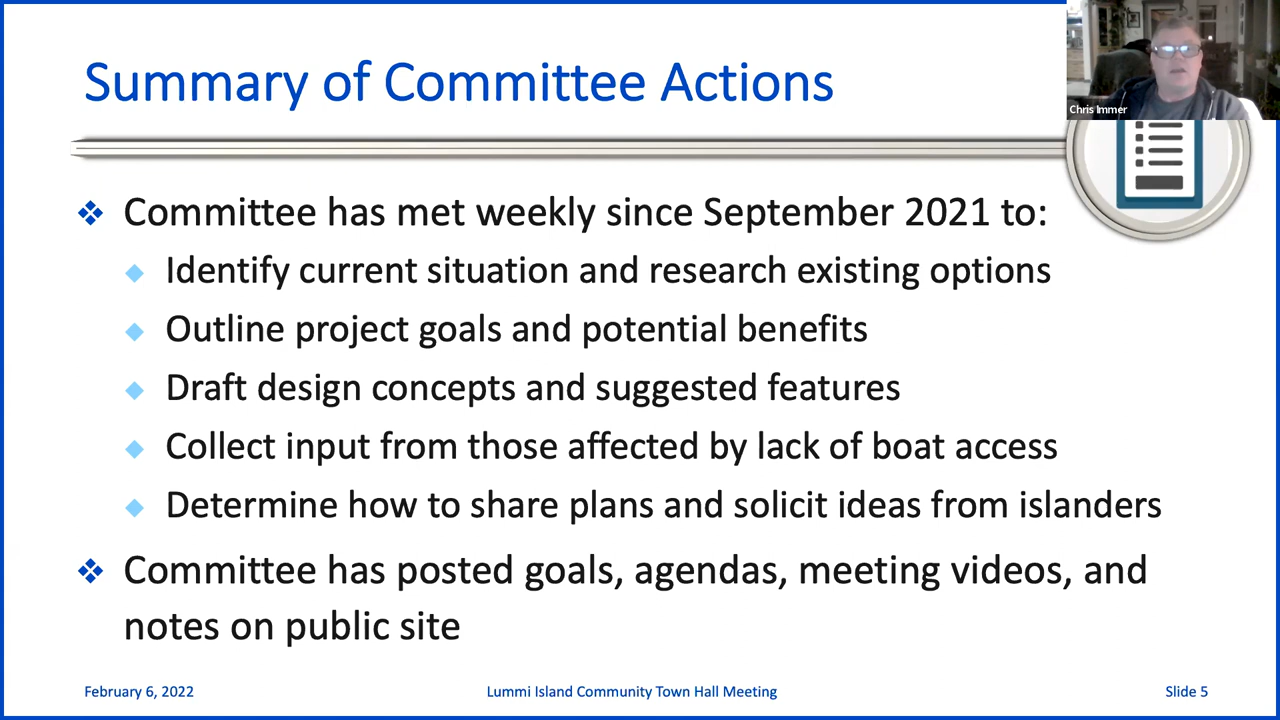 Summary of Committee Actions
Chris Immer
Committee has met weekly since September 2021 to:
Identify current situation and research existing options
Outline project goals and potential benefits
Draft design concepts and suggested features
Collect input from those affected by lack of boat access
Determine how to share plans and solicit ideas from islanders
Committee has posted goals, agendas, meeting videos, and
notes on public site
February 6, 2022
Lummi Island Community Town Hall Meeting
Slide 5